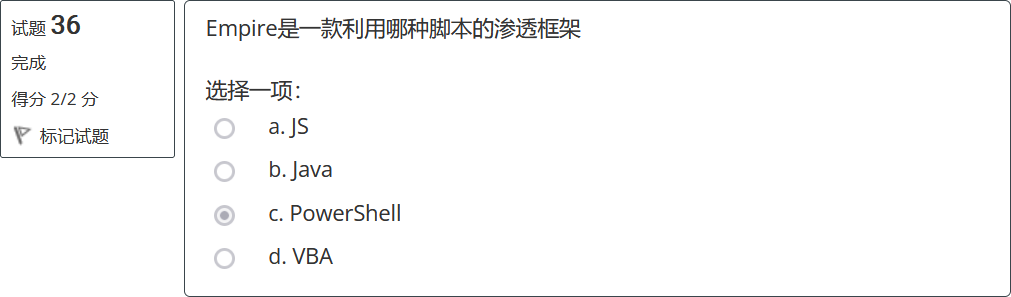 试题 36
完成
得分 2/2 分
标记试题
Empire是一款利用哪种脚本的渗透框架
选择一项：
a. JS
b. Java
c. PowerShell
d. VBA